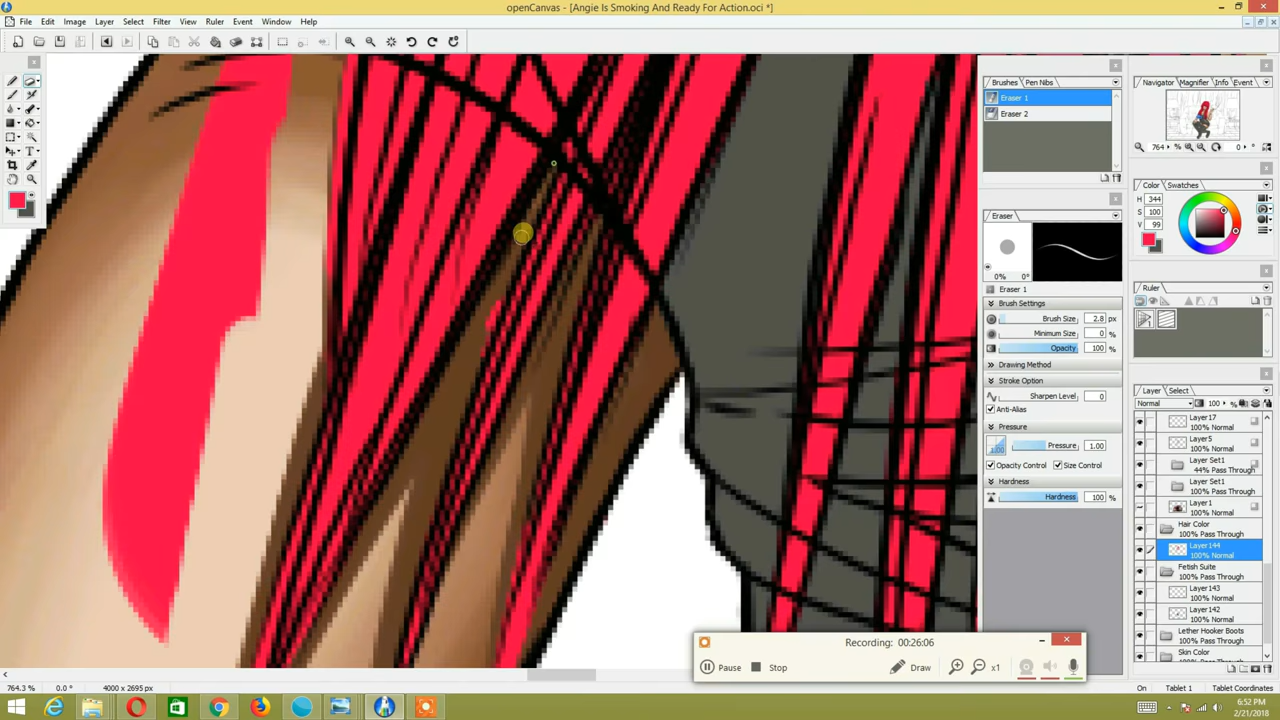 openCanvas - [Angie Is Smoking And Ready For Action.oci *]
File Edit Image Layer Select Filter View Ruler Event Window Help
Brushes Pen Nibs
Eraser 1
Eraser 2
Eraser
0% 0°
Eraser 1
Brush Settings
Brush Size 2.8 px
Minimum Size 0 %
Opacity 100 %
Drawing Method
Stroke Option
Sharpen Level 0
Anti-Alias
Pressure
1.00 Pressure 1.00
Opacity Control Size Control
Hardness
Hardness 100 %
Navigator Magnifier Info Event
764 % 0 °
Color Swatches
H 344
S 100
V 99
Ruler
Layer Select
Normal 100 %
Layer17
100% Normal
Layer5
100% Normal
Layer Set1
44% Pass Through
Layer Set1
100% Pass Through
Layer1
100% Normal
Hair Color
100% Pass Through
Layer144
100% Normal
Fetish Suite
100% Pass Through
Layer143
100% Normal
Layer142
100% Normal
Lether Hooker Boots
100% Pass Through
Skin Color
Recording: 00:26:06
Pause Stop Draw x1
764.3 % 0.0 ° 4000 x 2695 px
On Tablet 1 Tablet Coordinates
6:52 PM
2/21/2018